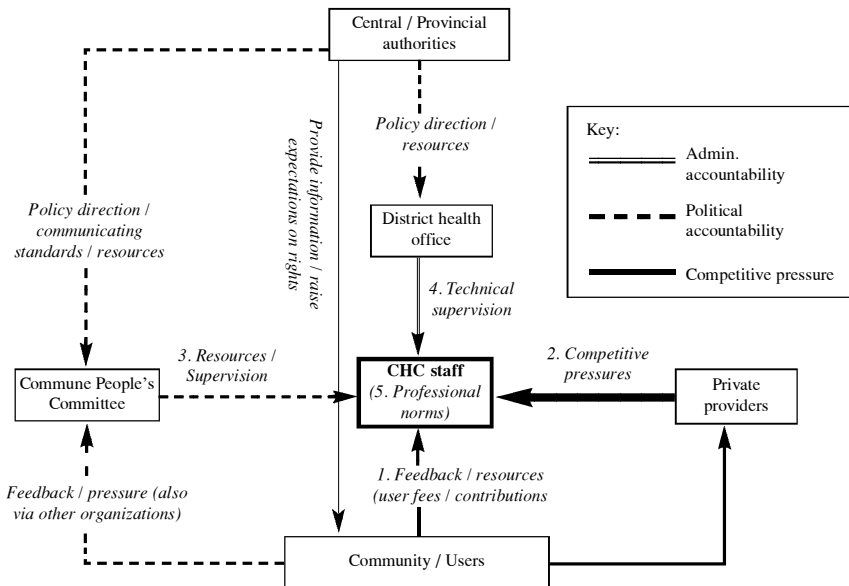 Central / Provincial
authorities
Policy direction /
resources
Provide information / raise
expectations on rights
Key:
Admin.
accountability
Political
accountability
Competitive pressure
District health
office
Policy direction /
communicating
standards / resources
4. Technical
supervision
3. Resources /
Supervision
CHC staff
(5. Professional
norms)
2. Competitive
pressures
Commune People's
Committee
Private
providers
1. Feedback / resources
(user fees / contributions
Feedback / pressure (also
via other organizations)
Community / Users